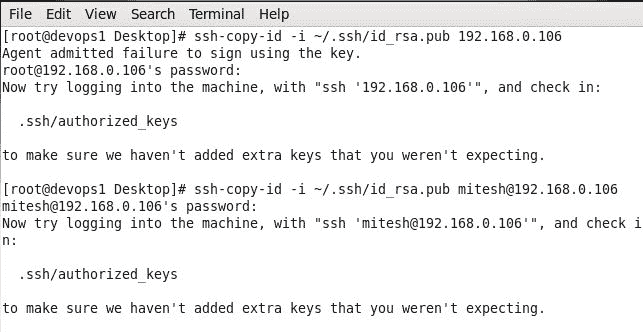 File Edit View Search Terminal Help
[root@devops1 Desktop]# ssh-copy-id -i ~/.ssh/id_rsa.pub 192.168.0.106
Agent admitted failure to sign using the key.
root@192.168.0.106's password:
Now try logging into the machine, with "ssh '192.168.0.106'", and check in:
.ssh/authorized_keys
to make sure we haven't added extra keys that you weren't expecting.
[root@devops1 Desktop]# ssh-copy-id -i ~/.ssh/id_rsa.pub mitesh@192.168.0.106
mitesh@192.168.0.106's password:
Now try logging into the machine, with "ssh 'mitesh@192.168.0.106'", and check i
n:
.ssh/authorized_keys
to make sure we haven't added extra keys that you weren't expecting.